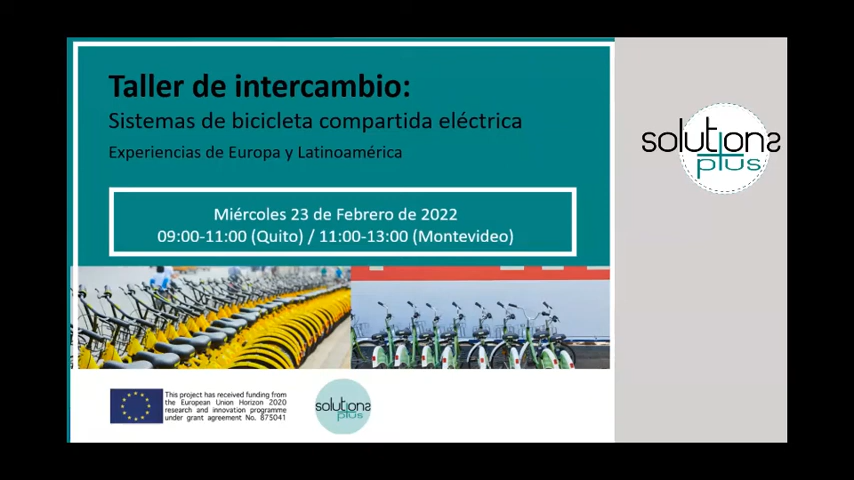 Taller de intercambio:
Sistemas de bicicleta compartida eléctrica
Experiencias de Europa y Latinoamérica
Miércoles 23 de Febrero de 2022
09:00-11:00 (Quito) / 11:00-13:00 (Montevideo)
This project has received funding from
the European Union Horizon 2020
research and innovation programme
under grant agreement No. 875041
solutions
plus
solutions
plus